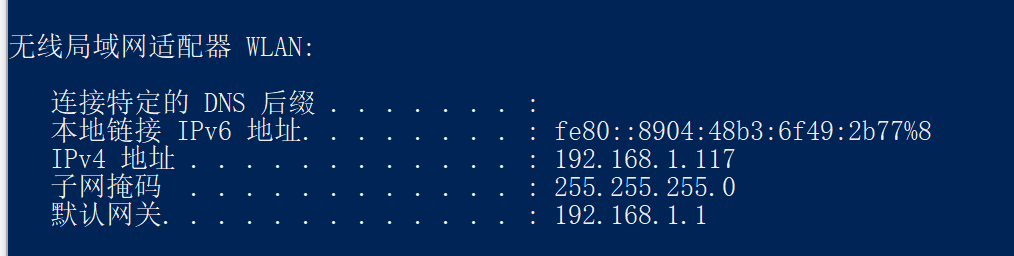 无线局域网适配器 WLAN:
连接特定的 DNS 后缀 . . . . . . . :
本地链接 IPv6 地址. . . . . . . . : fe80::8904:48b3:6f49:2b77%8
IPv4 地址 . . . . . . . . . . . . : 192.168.1.117
子网掩码  . . . . . . . . . . . . : 255.255.255.0
默认网关. . . . . . . . . . . . . : 192.168.1.1